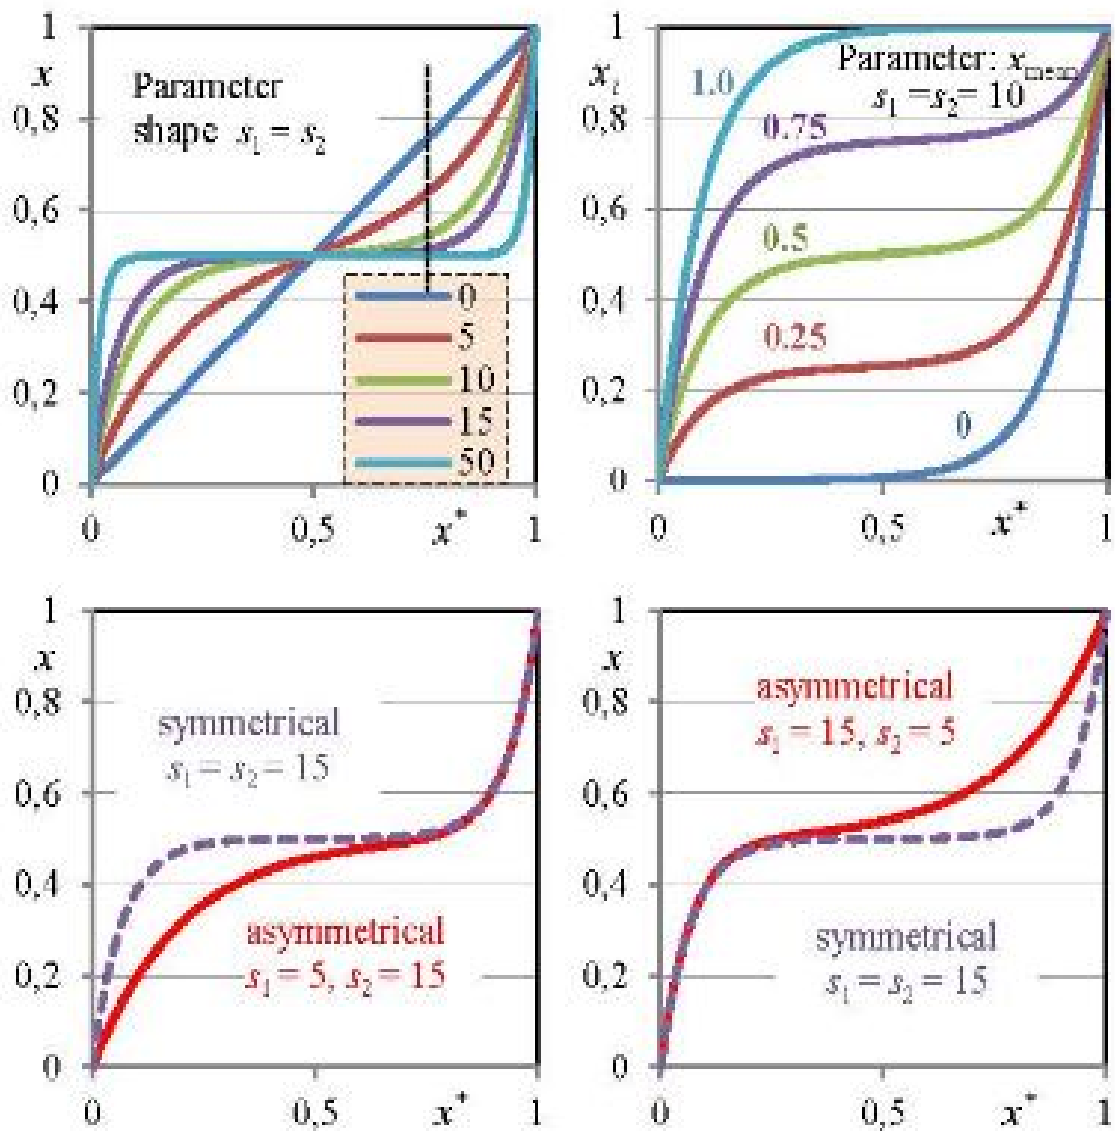 1
x
0,8
0,6
0,4
0,2
0
Parameter
shape s₁ = s₂
0
5
10
15
50
0
0,5
x*
1
1
xᵢ
0,8
0,6
0,4
0,2
0
Parameter: x_mean
s₁ = s₂ = 10
1.0
0.75
0.5
0.25
0
0
0,5
x*
1
1
x
0,8
0,6
0,4
0,2
0
symmetrical
s₁ = s₂ = 15
asymmetrical
s₁ = 5, s₂ = 15
0
0,5
x*
1
1
x
0,8
0,6
0,4
0,2
0
asymmetrical
s₁ = 15, s₂ = 5
symmetrical
s₁ = s₂ = 15
0
0,5
x*
1